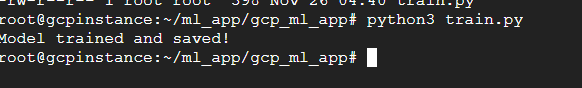 -rw-r--r-- 1 root root  398 Nov 26 04:40 train.py
root@gcpinstance:~/ml_app/gcp_ml_app# python3 train.py
Model trained and saved!
root@gcpinstance:~/ml_app/gcp_ml_app#